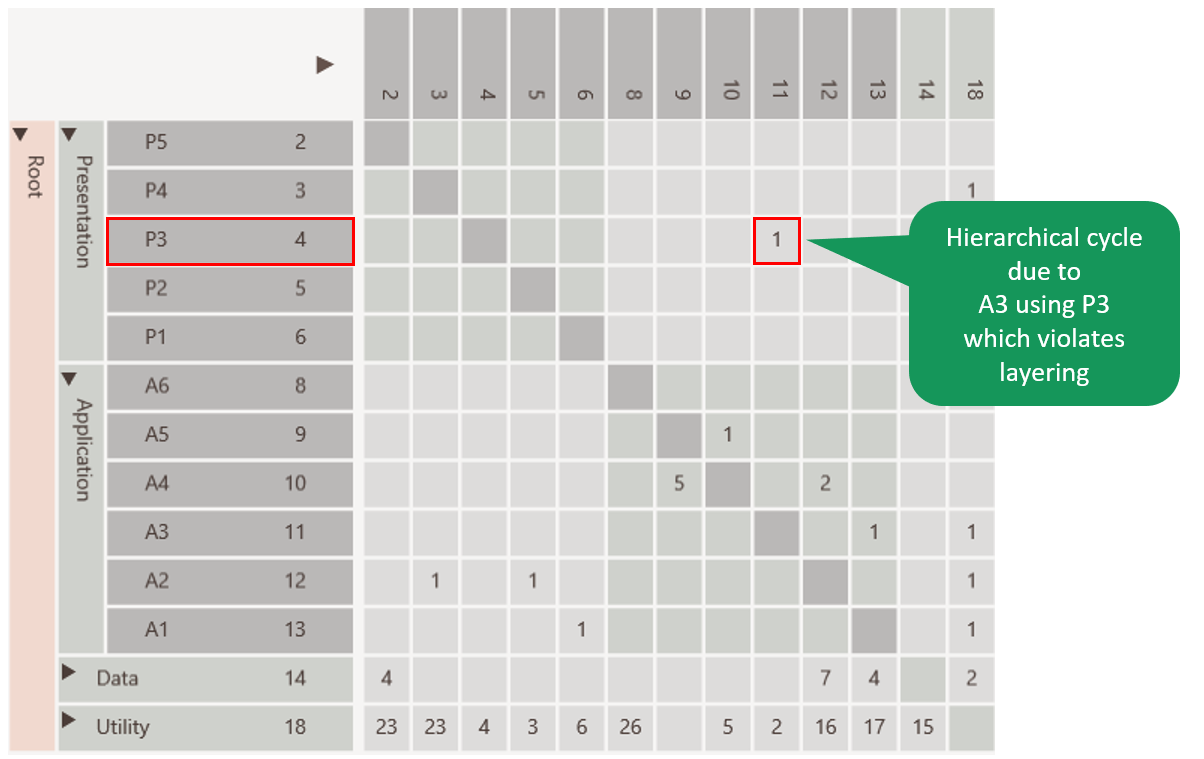 2 3 4 5 6 8 9 10 11 12 13 14 18
Root
Presentation
P5 2
P4 3 1
P3 4 1
P2 5
P1 6
Application
A6 8
A5 9 1
A4 10 5 2
A3 11 1 1
A2 12 1 1 1
A1 13 1 1
Data 14 4 7 4 2
Utility 18 23 23 4 3 6 26 5 2 16 17 15
Hierarchical cycle
due to
A3 using P3
which violates
layering